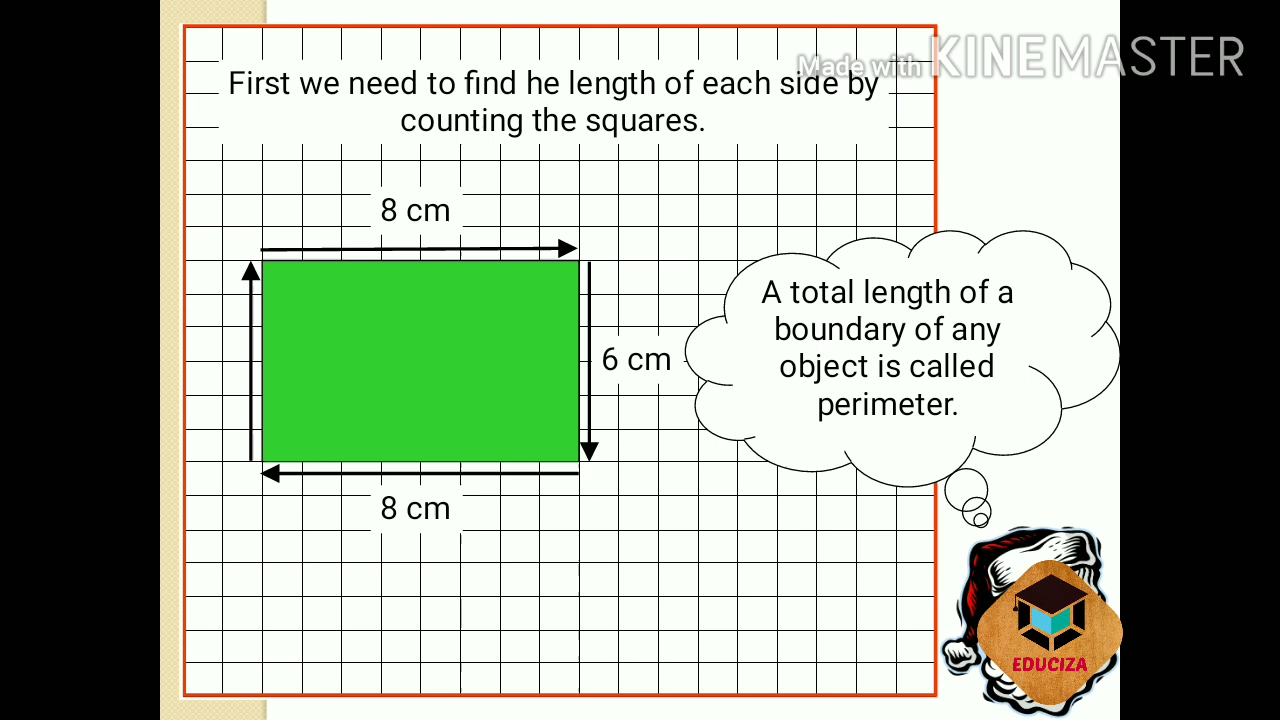 Made with KINEMASTER
First we need to find he length of each side by
counting the squares.
8 cm
6 cm
8 cm
A total length of a
boundary of any
object is called
perimeter.
EDUCIZA